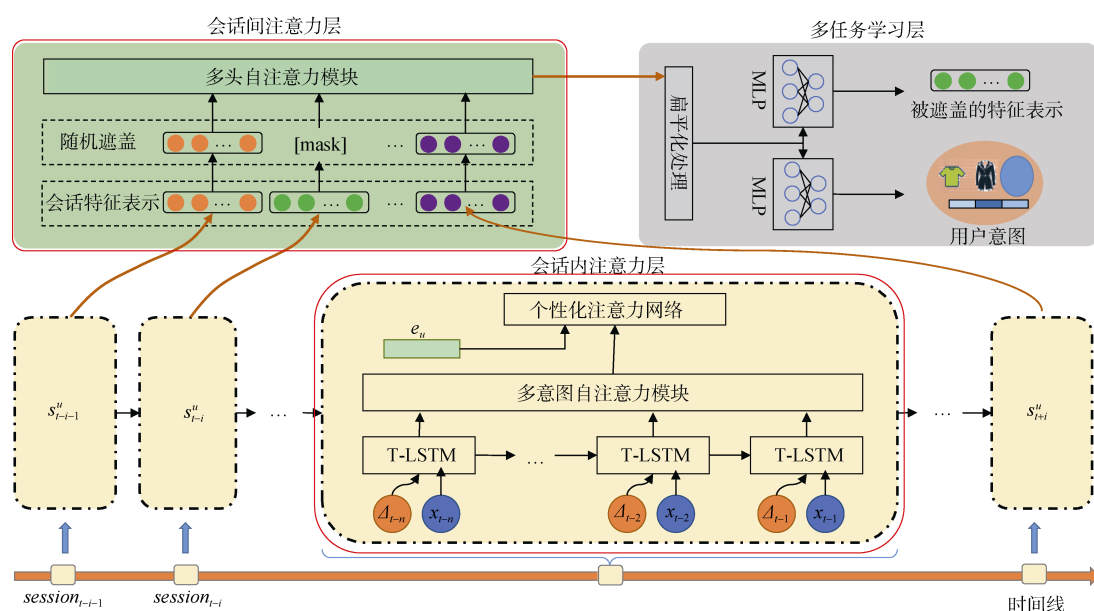 会话间注意力层
多任务学习层
多头自注意力模块
随机遮盖
… [mask] … …
会话特征表示
… … … …
扁平化处理
MLP
…
被遮盖的特征表示
MLP
用户意图
会话内注意力层
个性化注意力网络
e_u
多意图自注意力模块
s^u_{t-i-1} s^u_{t-i} … … s^u_{t+i}
T-LSTM … T-LSTM T-LSTM
Δ_{t-n} x_{t-n} Δ_{t-2} x_{t-2} Δ_{t-1} x_{t-1}
session_{t-i-1} session_{t-i} 时间线